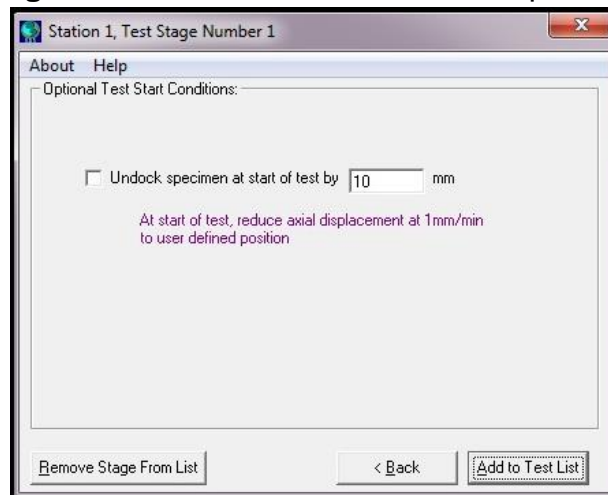 Station 1, Test Stage Number 1
About Help
Optional Test Start Conditions:
Undock specimen at start of test by 10 mm
At start of test, reduce axial displacement at 1mm/min
to user defined position
Remove Stage From List < Back Add to Test List